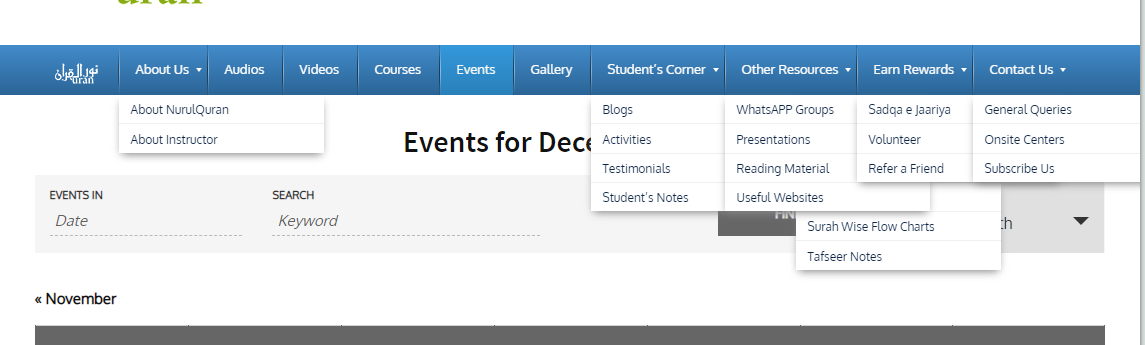 نور القرآن
uran
About Us
Audios
Videos
Courses
Events
Gallery
Student's Corner
Other Resources
Earn Rewards
Contact Us
About NurulQuran
About Instructor
Blogs
Activities
Testimonials
Student's Notes
WhatsAPP Groups
Presentations
Reading Material
Useful Websites
Surah Wise Flow Charts
Tafseer Notes
Sadqa e Jaariya
Volunteer
Refer a Friend
General Queries
Onsite Centers
Subscribe Us
Events for Dece
EVENTS IN
Date
SEARCH
Keyword
« November